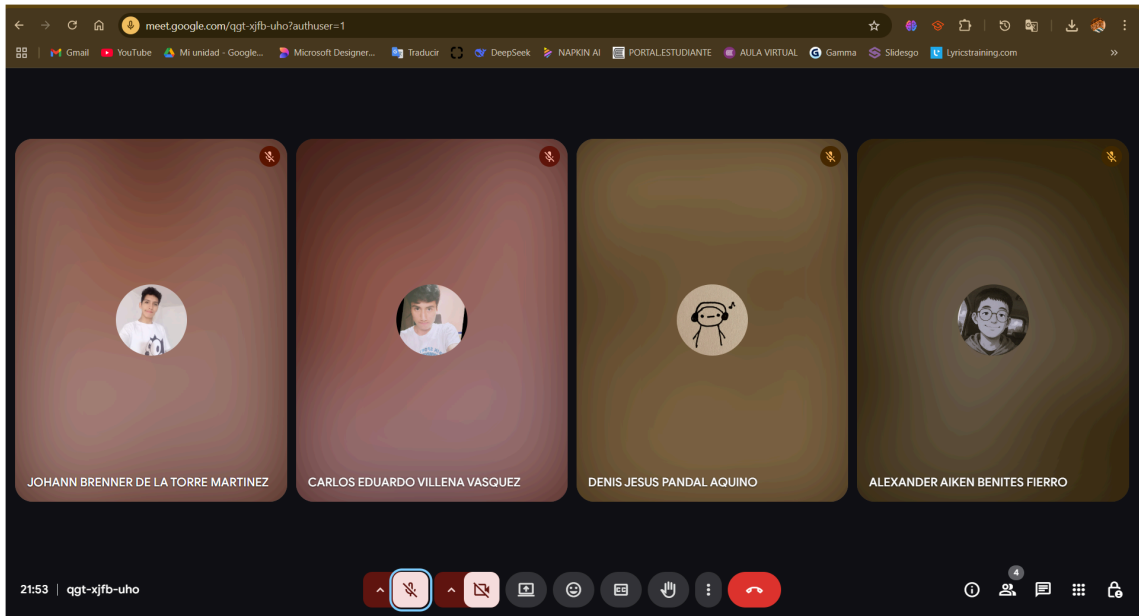 meet.google.com/qgt-xjfb-uho?authuser=1
Gmail YouTube Mi unidad - Google... Microsoft Designer... Traducir DeepSeek NAPKIN AI PORTAL.ESTUDIANTE AULA VIRTUAL Gamma Slidesgo Lyricstraining.com »
JOHANN BRENNER DE LA TORRE MARTINEZ
CARLOS EDUARDO VILLENA VASQUEZ
DENIS JESUS PANDAL AQUINO
ALEXANDER AIKEN BENITES FIERRO
4
21:53 | qgt-xjfb-uho